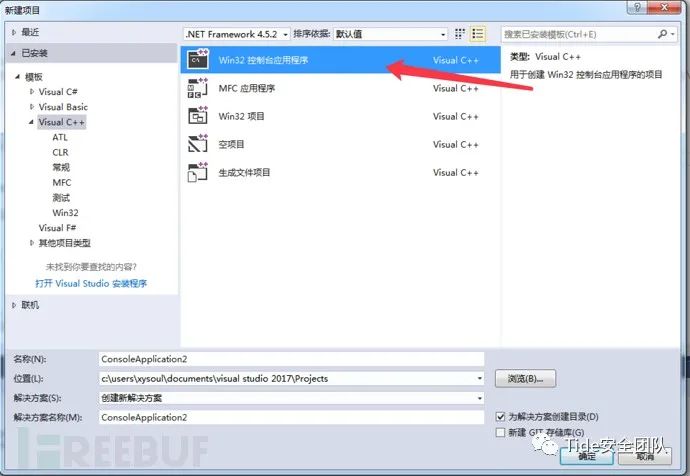 新建项目
最近
.NET Framework 4.5.2
排序依据:
默认值
搜索已安装模板(Ctrl+E)
已安装
模板
Visual C#
Visual Basic
Visual C++
ATL
CLR
常规
MFC
测试
Win32
Visual F#
其他项目类型
未找到你要查找的内容?
打开 Visual Studio 安装程序
联机
Win32 控制台应用程序 Visual C++
MFC 应用程序 Visual C++
Win32 项目 Visual C++
空项目 Visual C++
生成文件项目 Visual C++
类型: Visual C++
用于创建 Win32 控制台应用程序的项目
名称(N): ConsoleApplication2
位置(L): c:\users\xysoul\documents\visual studio 2017\Projects
浏览(B)...
解决方案(S): 创建新解决方案
解决方案名称(M): ConsoleApplication2
为解决方案创建目录(D)
新建 GIT 存储库(G)
确定
取消
REEBUF
Tide安全团队